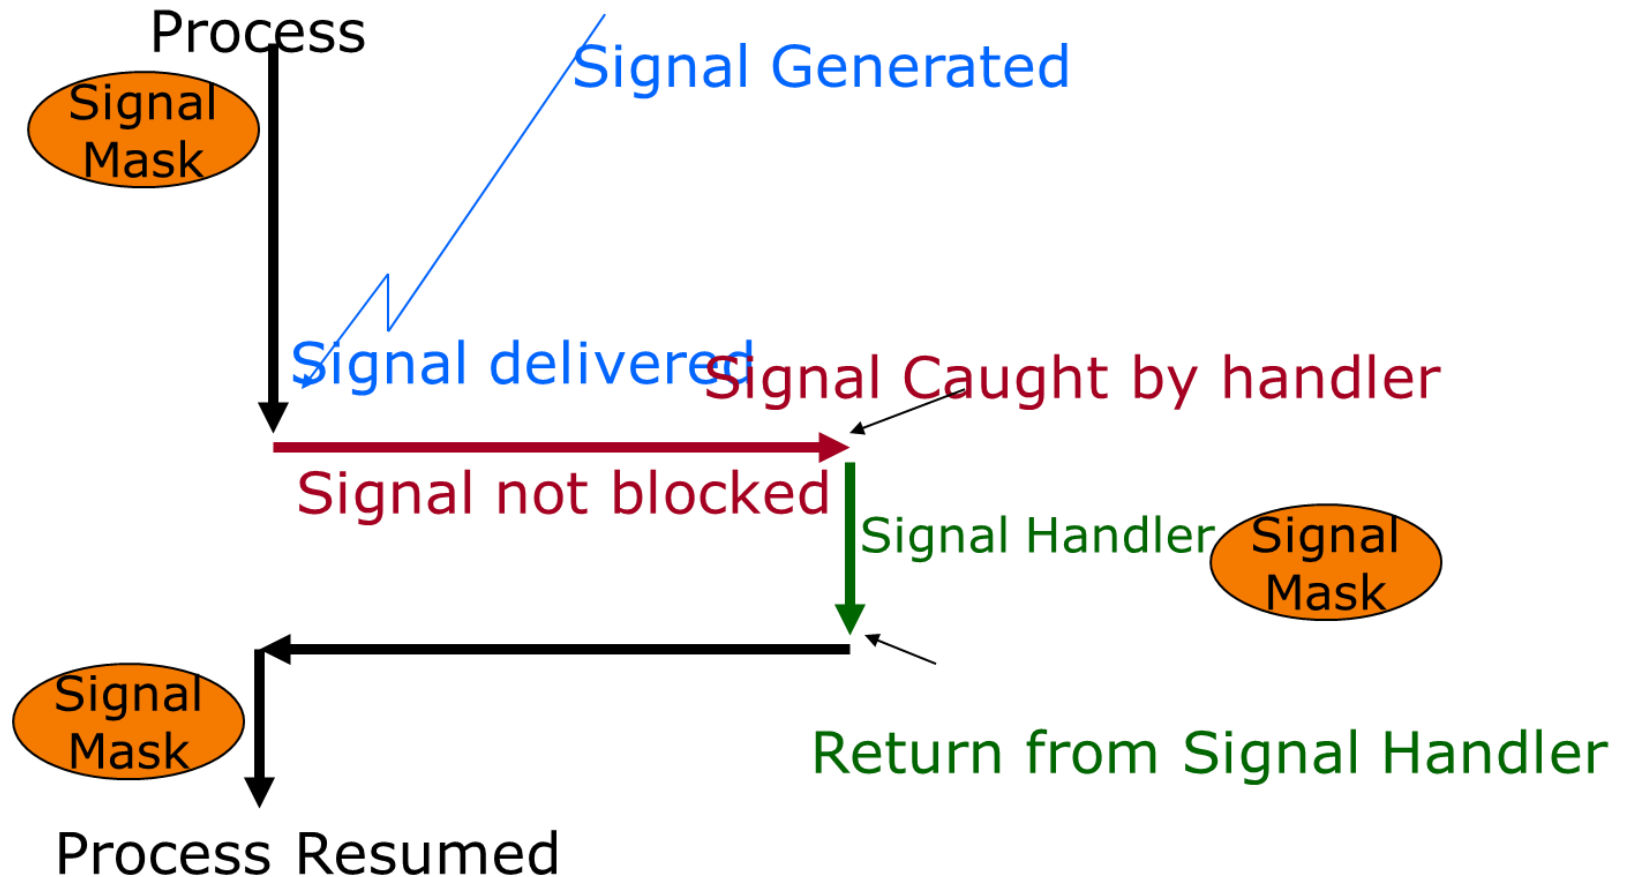 Process
Signal Generated
Signal
Mask
Signal delivered
Signal Caught by handler
Signal not blocked
Signal Handler
Signal
Mask
Signal
Mask
Return from Signal Handler
Process Resumed